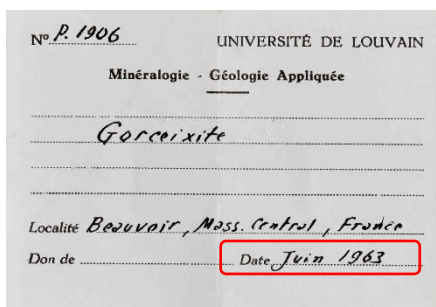 N° P. 1906 UNIVERSITÉ DE LOUVAIN
Minéralogie - Géologie Appliquée
Gorceixite
Localité Beauvoir, Mass. Central, France
Don de Date Juin 1963